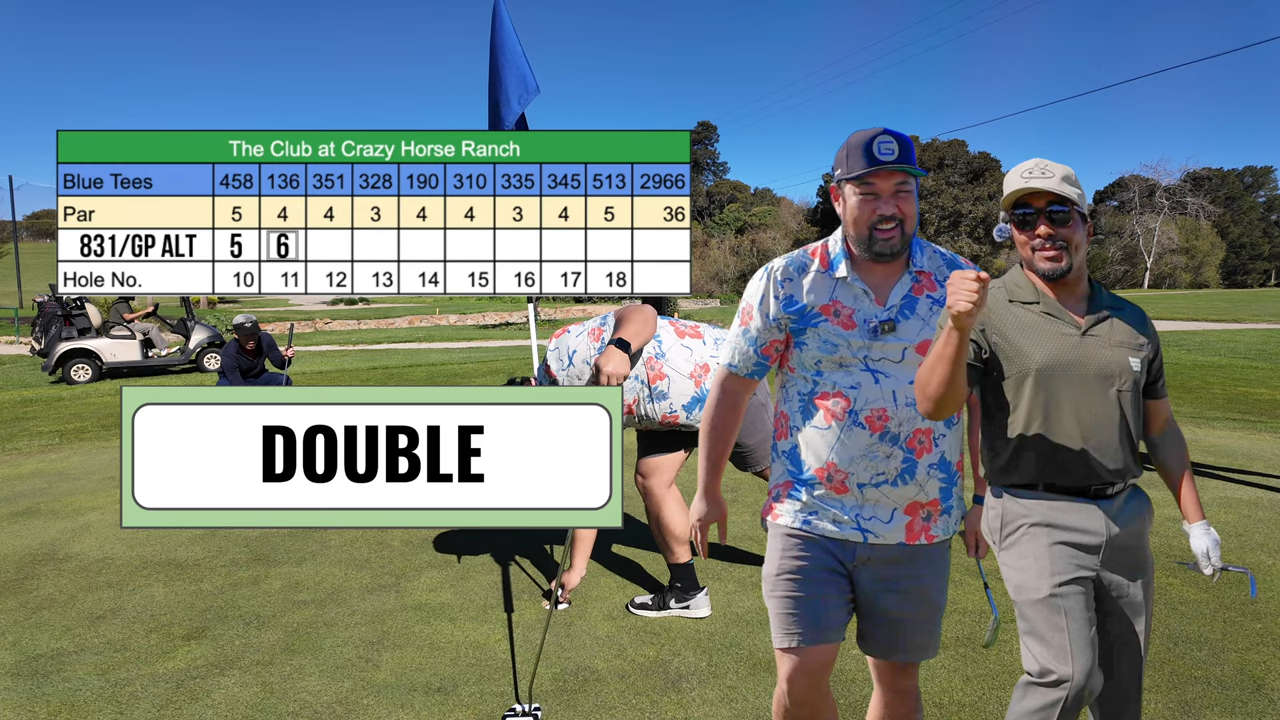 The Club at Crazy Horse Ranch
Blue Tees 458 136 351 328 190 310 335 345 513 2966
Par 5 4 4 3 4 4 3 4 5 36
831/GP ALT 5 6
Hole No. 10 11 12 13 14 15 16 17 18
DOUBLE
G